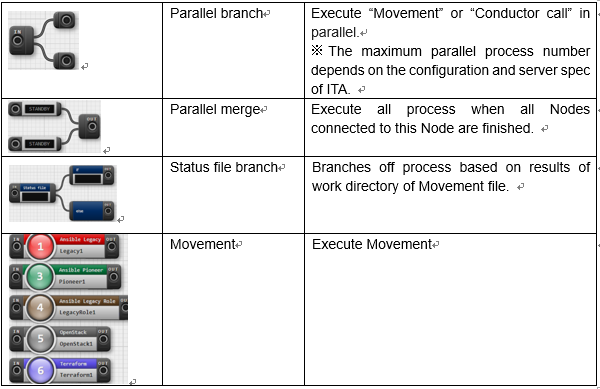 IN
Parallel branch
Execute “Movement” or “Conductor call” in
parallel.
※ The maximum parallel process number
depends on the configuration and server spec
of ITA.
STANDBY
STANDBY
OUT
Parallel merge
Execute all process when all Nodes
connected to this Node are finished.
IN
Status file
if
OUT
else
OUT
Status file branch
Branches off process based on results of
work directory of Movement file.
IN 1 Ansible Legacy OUT
Legacy1
IN 3 Ansible Pioneer OUT
Pioneer1
IN 4 Ansible Legacy Role OUT
LegacyRole1
IN 5 OpenStack OUT
OpenStack1
IN 6 Terraform OUT
Terraform1
Movement
Execute Movement